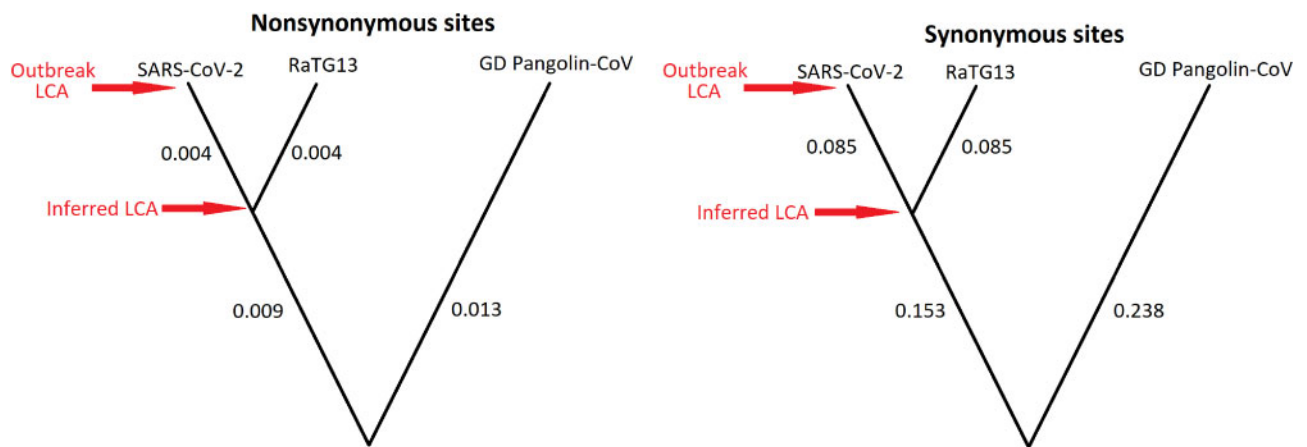 Nonsynonymous sites
Outbreak
LCA
SARS-CoV-2
RaTG13
GD Pangolin-CoV
0.004
0.004
Inferred LCA
0.009
0.013
Synonymous sites
Outbreak
LCA
SARS-CoV-2
RaTG13
GD Pangolin-CoV
0.085
0.085
Inferred LCA
0.153
0.238